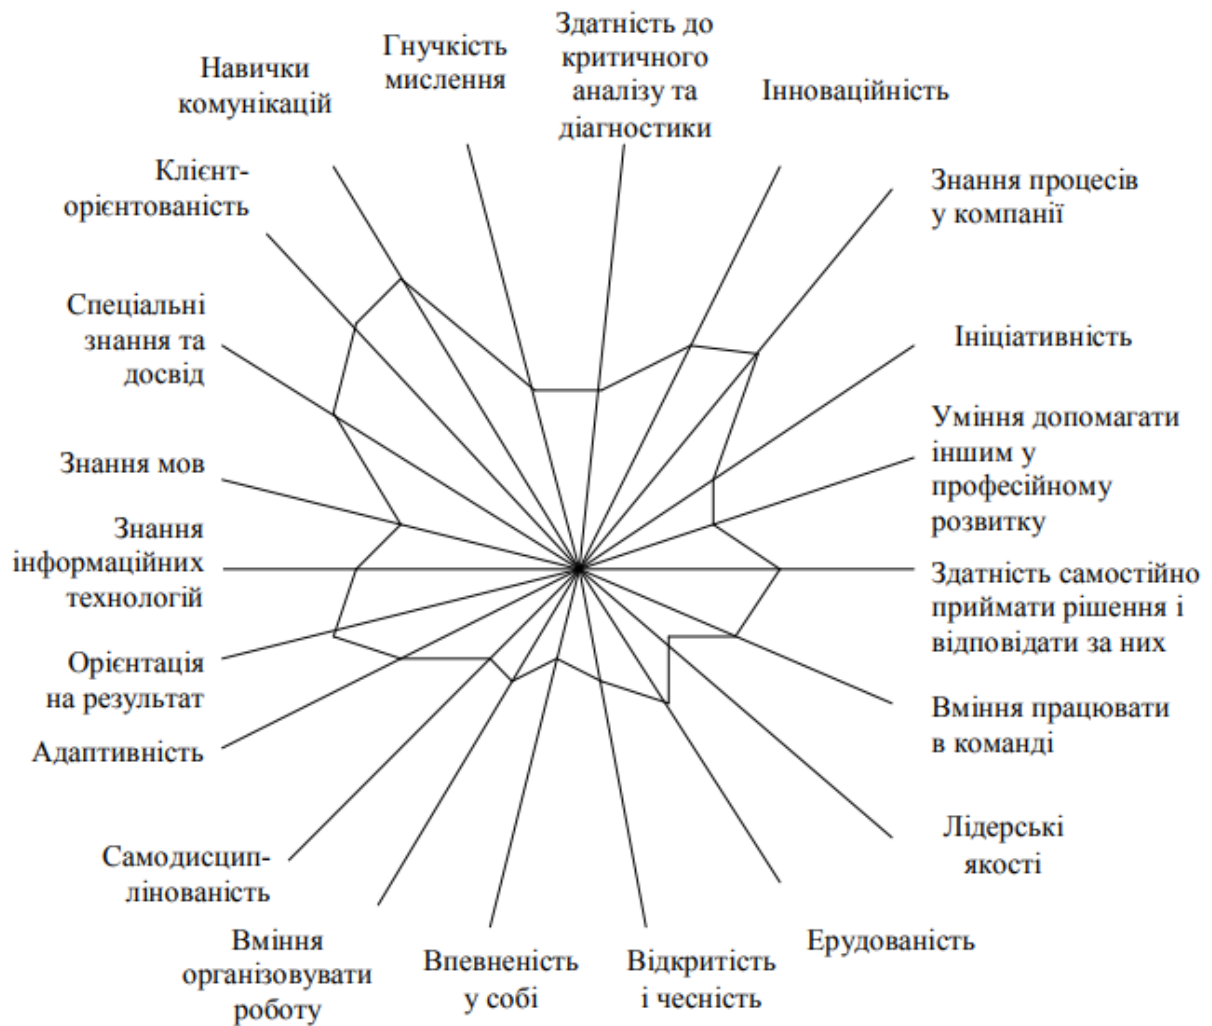 Здатність до
критичного
аналізу та
діагностики
Гнучкість
мислення
Навички
комунікацій
Інноваційність
Клієнт-
орієнтованість
Знання процесів
у компанії
Спеціальні
знання та
досвід
Ініціативність
Уміння допомагати
іншим у
професійному
розвитку
Знання мов
Знання
інформаційних
технологій
Здатність самостійно
приймати рішення і
відповідати за них
Орієнтація
на результат
Вміння працювати
в команді
Адаптивність
Лідерські
якості
Самодисцип-
лінованість
Вміння
організовувати
роботу
Впевненість
у собі
Відкритість
і чесність
Ерудованість